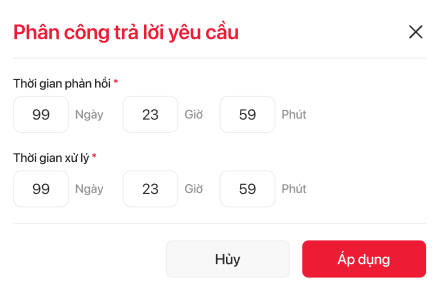 Phân công trả lời yêu cầu
Thời gian phản hồi *
99 Ngày 23 Giờ 59 Phút
Thời gian xử lý *
99 Ngày 23 Giờ 59 Phút
Hủy Áp dụng